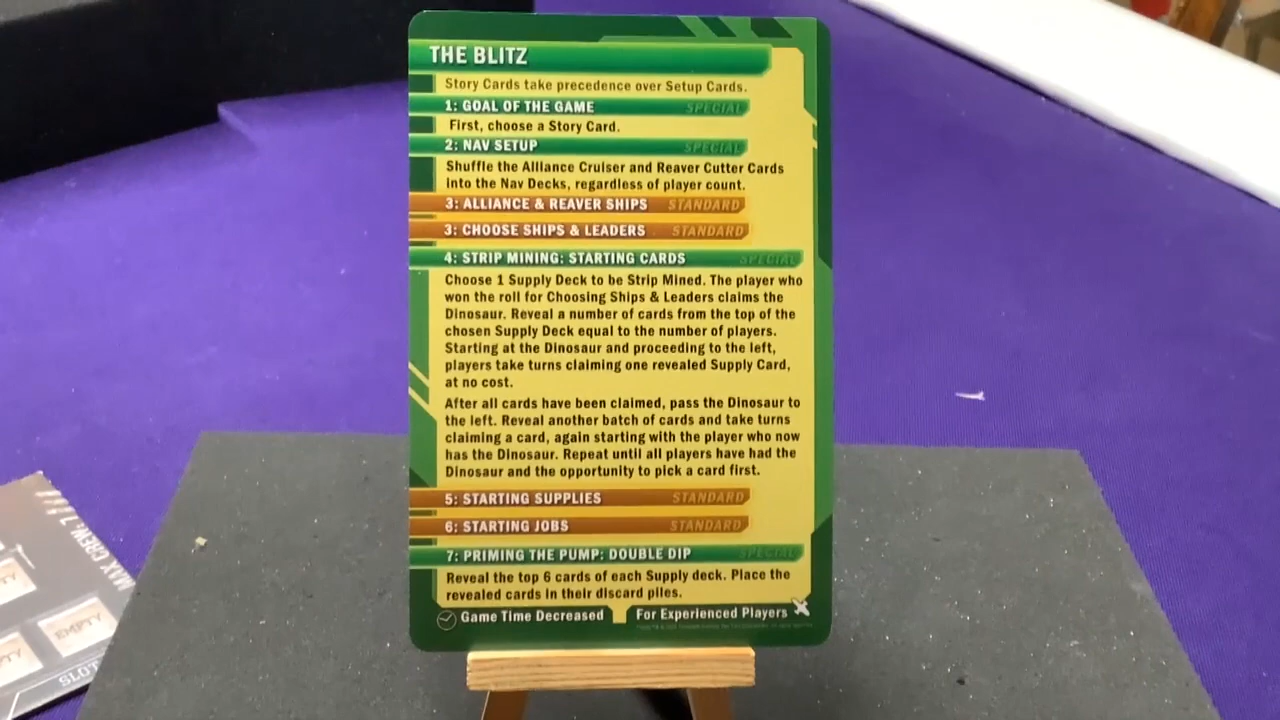 THE BLITZ
Story Cards take precedence over Setup Cards.
1: GOAL OF THE GAME SPECIAL
First, choose a Story Card.
2: NAV SETUP SPECIAL
Shuffle the Alliance Cruiser and Reaver Cutter Cards
into the Nav Decks, regardless of player count.
3: ALLIANCE & REAVER SHIPS STANDARD
3: CHOOSE SHIPS & LEADERS STANDARD
4: STRIP MINING: STARTING CARDS SPECIAL
Choose 1 Supply Deck to be Strip Mined. The player who
won the roll for Choosing Ships & Leaders claims the
Dinosaur. Reveal a number of cards from the top of the
chosen Supply Deck equal to the number of players.
Starting at the Dinosaur and proceeding to the left,
players take turns claiming one revealed Supply Card,
at no cost.
After all cards have been claimed, pass the Dinosaur to
the left. Reveal another batch of cards and take turns
claiming a card, again starting with the player who now
has the Dinosaur. Repeat until all players have had the
Dinosaur and the opportunity to pick a card first.
5: STARTING SUPPLIES STANDARD
6: STARTING JOBS STANDARD
7: PRIMING THE PUMP: DOUBLE DIP SPECIAL
Reveal the top 6 cards of each Supply deck. Place the
revealed cards in their discard piles.
Game Time Decreased For Experienced Players
MAX CREW:
EMPTY